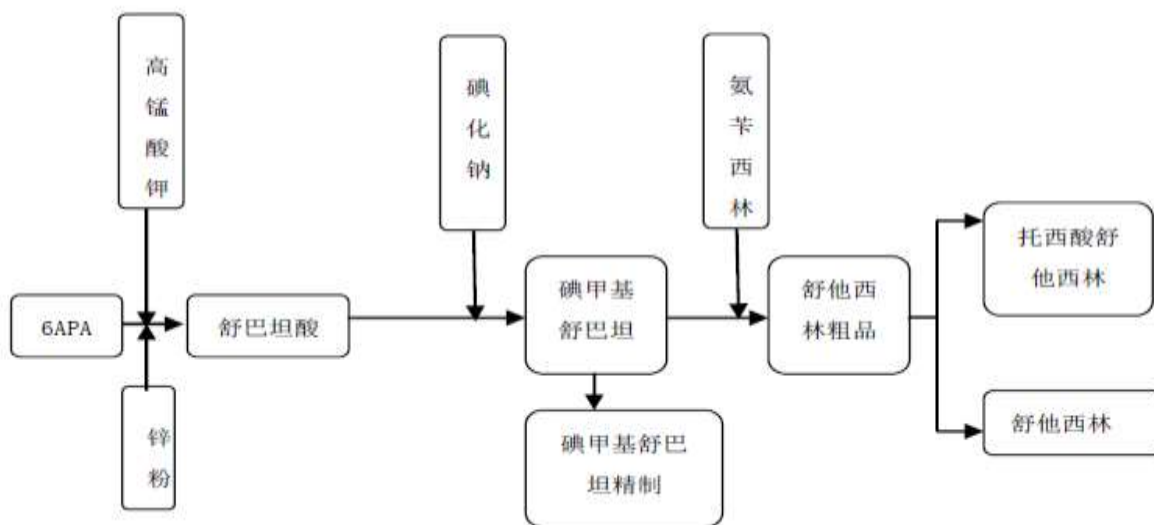 高锰酸钾
碘化钠
氨苄西林
6APA
舒巴坦酸
碘甲基
舒巴坦
舒他西
林粗品
托西酸舒
他西林
锌粉
碘甲基舒巴
坦精制
舒他西林